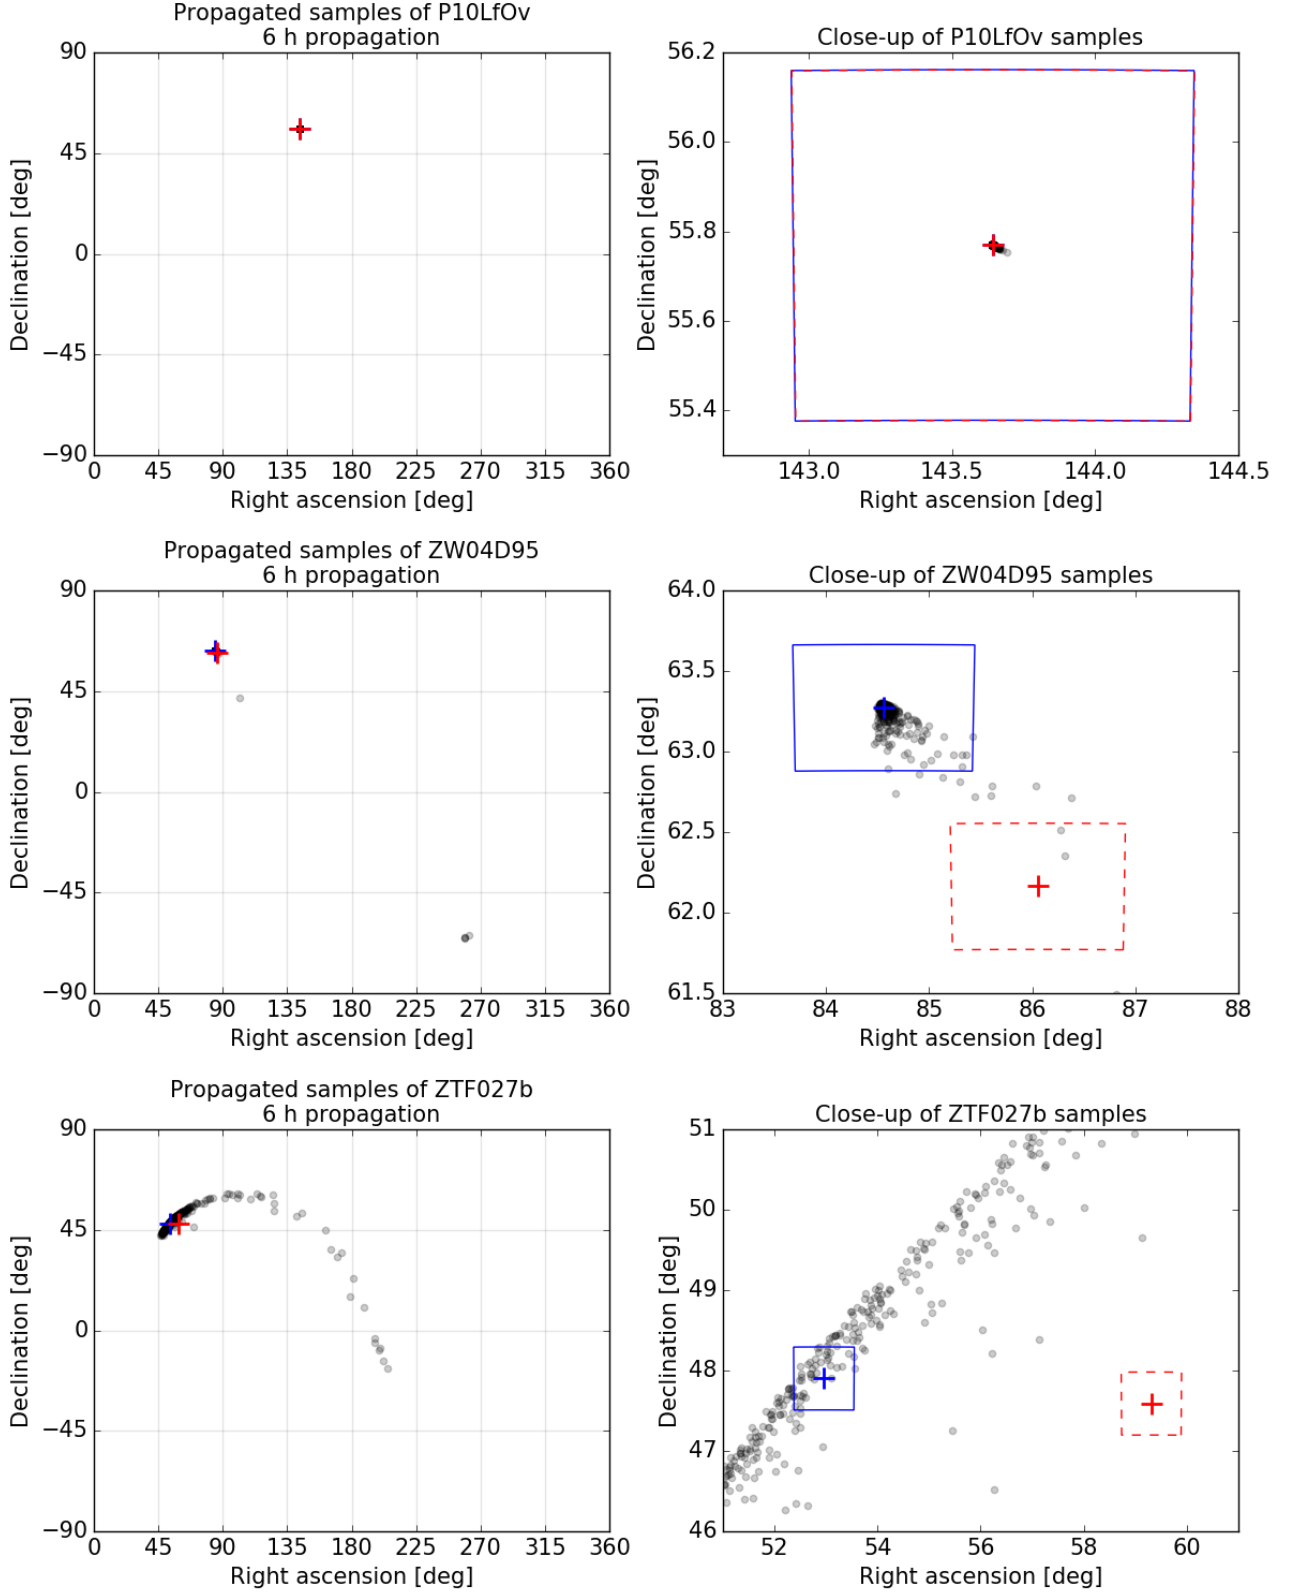 Propagated samples of P10LfOv
6 h propagation
90
45
0
−45
−90
0 45 90 135 180 225 270 315 360
Declination [deg]
Right ascension [deg]
Close-up of P10LfOv samples
56.2
56.0
55.8
55.6
55.4
143.0 143.5 144.0 144.5
Declination [deg]
Right ascension [deg]
Propagated samples of ZW04D95
6 h propagation
90
45
0
−45
−90
0 45 90 135 180 225 270 315 360
Declination [deg]
Right ascension [deg]
Close-up of ZW04D95 samples
64.0
63.5
63.0
62.5
62.0
61.5
83 84 85 86 87 88
Declination [deg]
Right ascension [deg]
Propagated samples of ZTF027b
6 h propagation
90
45
0
−45
−90
0 45 90 135 180 225 270 315 360
Declination [deg]
Right ascension [deg]
Close-up of ZTF027b samples
51
50
49
48
47
46
52 54 56 58 60
Declination [deg]
Right ascension [deg]